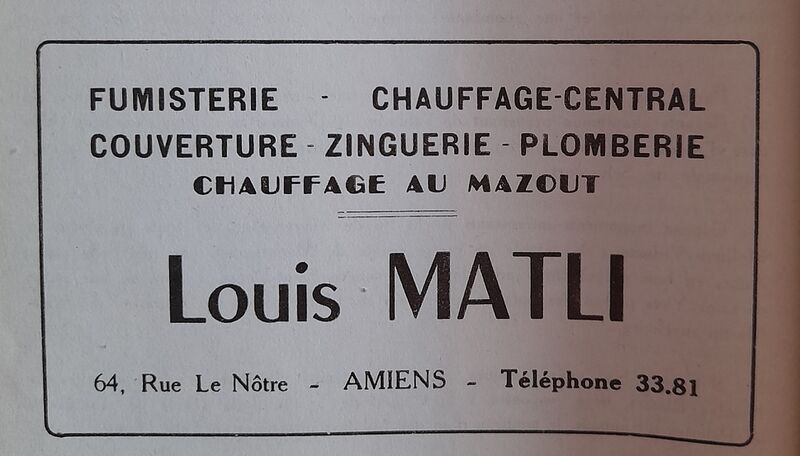 FUMISTERIE - CHAUFFAGE-CENTRAL
COUVERTURE - ZINGUERIE - PLOMBERIE
CHAUFFAGE AU MAZOUT
Louis MATLI
64, Rue Le Nôtre - AMIENS - Téléphone 33.81